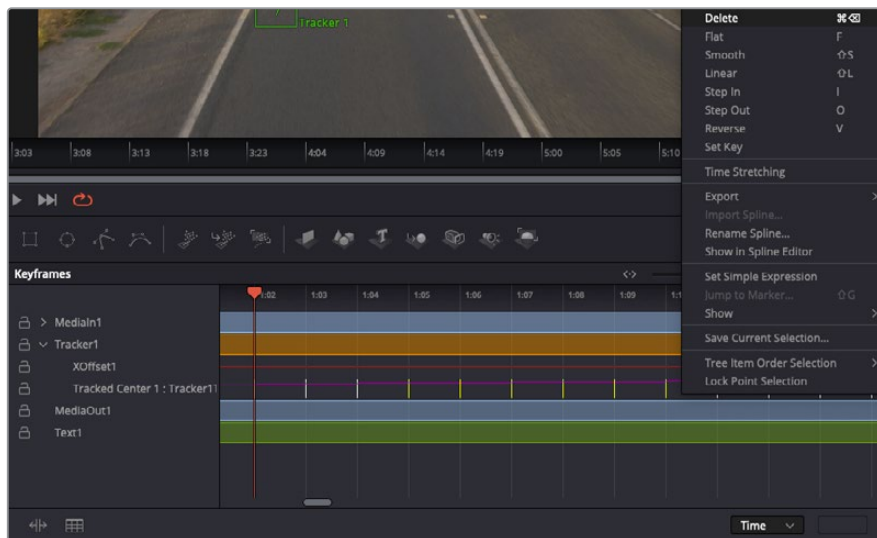 Tracker 1
Delete ⌘⌫
Flat F
Smooth ⇧S
Linear ⇧L
Step In I
Step Out O
Reverse V
Set Key
Time Stretching
Export >
Import Spline...
Rename Spline...
Show in Spline Editor
Set Simple Expression
Jump to Marker... ⇧G
Show >
Save Current Selection...
Tree Item Order Selection >
Lock Point Selection
3:03 3:08 3:13 3:18 3:23 4:04 4:09 4:14 4:19 5:00 5:05 5:10
Keyframes
1:02 1:03 1:04 1:05 1:06 1:07 1:08 1:09
MediaIn1
Tracker1
XOffset1
Tracked Center 1 : Tracker1
MediaOut1
Text1
Time